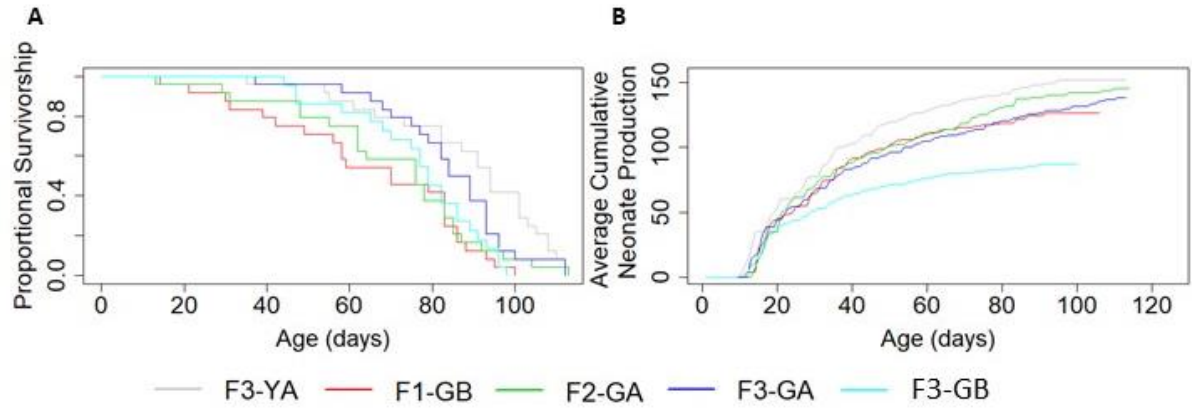 A
B
Proportional Survivorship
0.0 0.4 0.8
0 20 40 60 80 100
Age (days)
Average Cumulative
Neonate Production
0 50 100 150
0 20 40 60 80 100 120
Age (days)
F3-YA F1-GB F2-GA F3-GA F3-GB